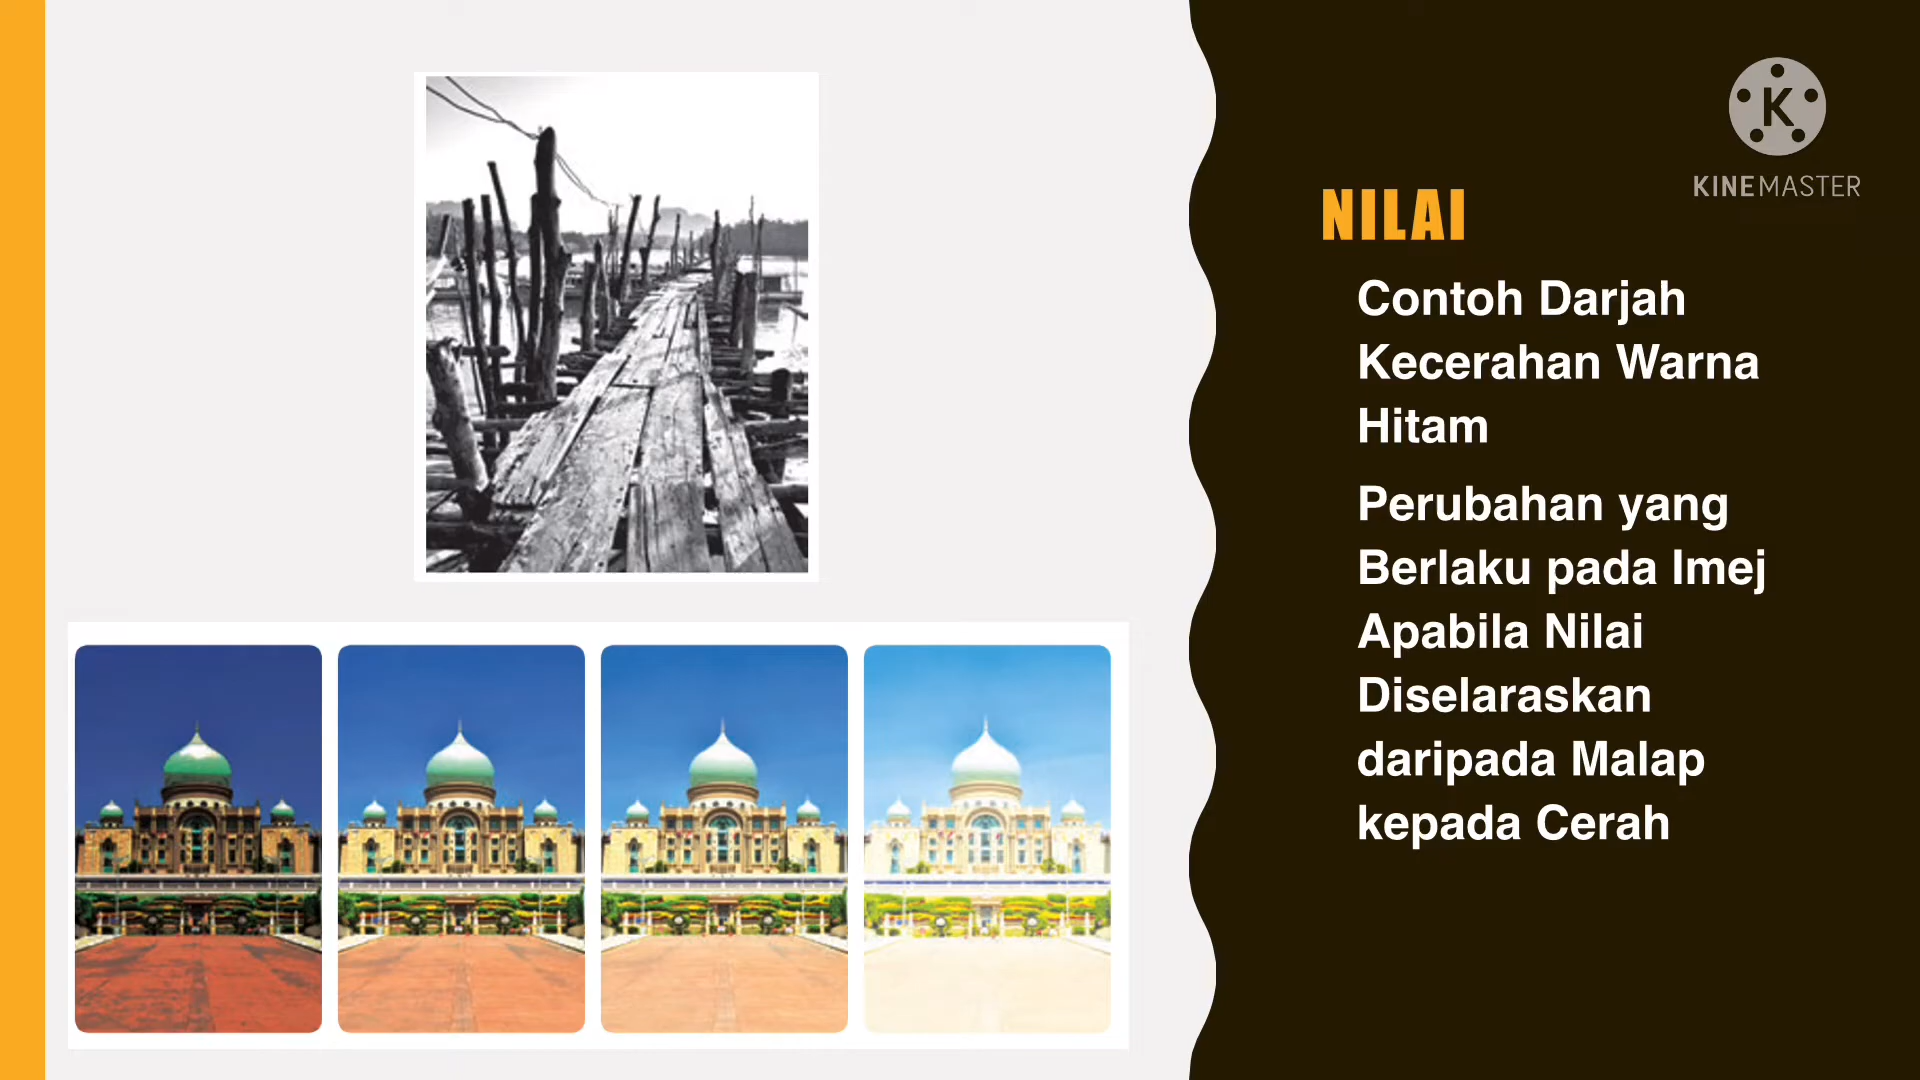 K
KINEMASTER
NILAI
Contoh Darjah
Kecerahan Warna
Hitam
Perubahan yang
Berlaku pada Imej
Apabila Nilai
Diselaraskan
daripada Malap
kepada Cerah